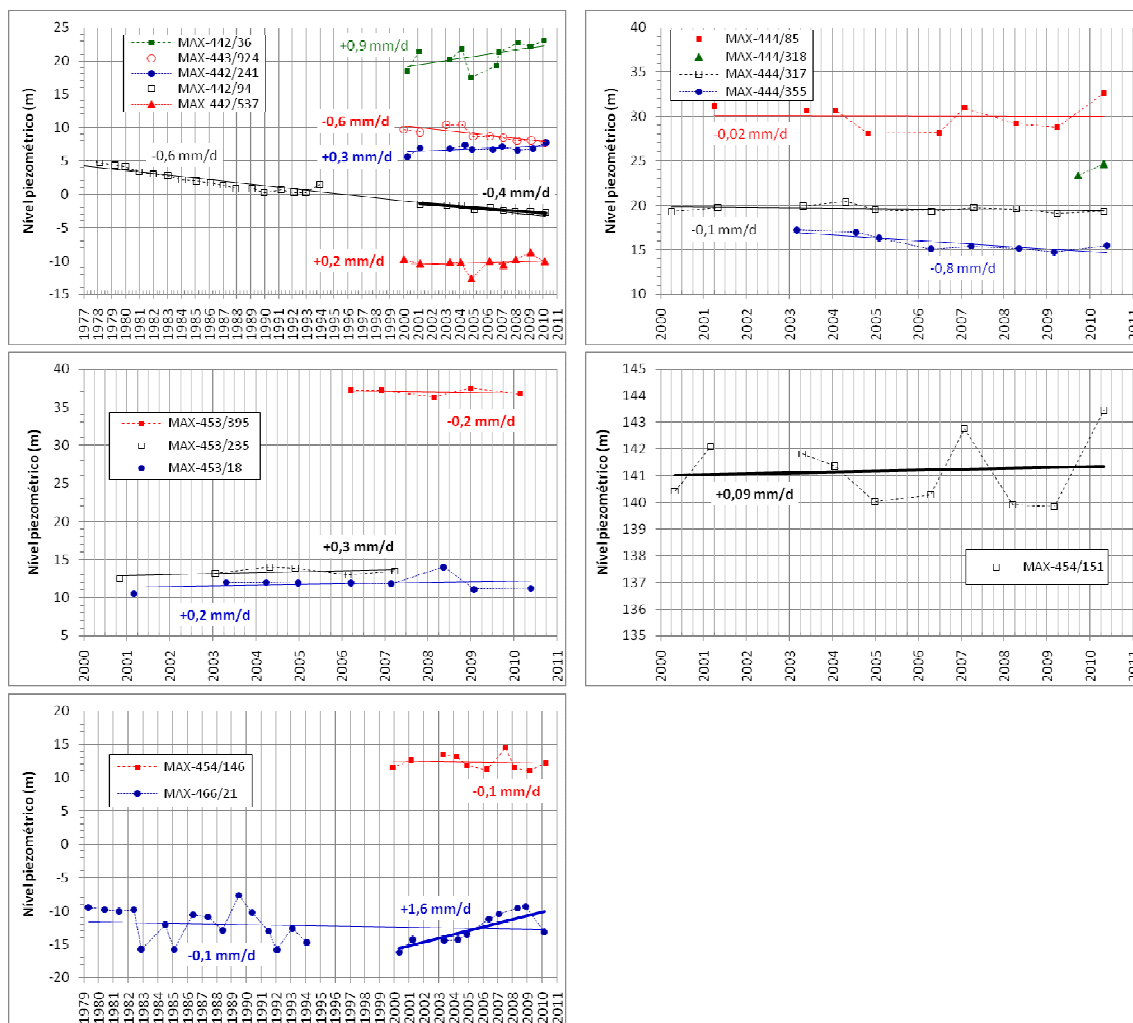 Nível piezométrico (m)
25
20
15
10
5
0
-5
-10
-15
MAX-442/36
MAX-443/924
MAX-442/241
MAX-442/94
MAX 442/537
+0,9 mm/d
-0,6 mm/d
+0,3 mm/d
-0,6 mm/d
-0,4 mm/d
+0,2 mm/d
1977 1978 1979 1980 1981 1982 1983 1984 1985 1986 1987 1988 1989 1990 1991 1992 1993 1994 1995 1996 1997 1998 1999 2000 2001 2002 2003 2004 2005 2006 2007 2008 2009 2010 2011
Nível piezométrico (m)
40
35
30
25
20
15
10
MAX-444/85
MAX-444/318
MAX-444/317
MAX-444/355
-0,02 mm/d
-0,1 mm/d
-0,8 mm/d
2000 2001 2002 2003 2004 2005 2006 2007 2008 2009 2010 2011
Nível piezométrico (m)
40
35
30
25
20
15
10
5
MAX-453/395
MAX-453/235
MAX-453/18
-0,2 mm/d
+0,3 mm/d
+0,2 mm/d
2000 2001 2002 2003 2004 2005 2006 2007 2008 2009 2010 2011
Nível piezométrico (m)
145
144
143
142
141
140
139
138
137
136
135
+0,09 mm/d
MAX-454/151
2000 2001 2002 2003 2004 2005 2006 2007 2008 2009 2010 2011
Nível piezométrico (m)
20
15
10
5
0
-5
-10
-15
-20
MAX-454/146
MAX-466/21
-0,1 mm/d
+1,6 mm/d
-0,1 mm/d
1979 1980 1981 1982 1983 1984 1985 1986 1987 1988 1989 1990 1991 1992 1993 1994 1995 1996 1997 1998 1999 2000 2001 2002 2003 2004 2005 2006 2007 2008 2009 2010 2011